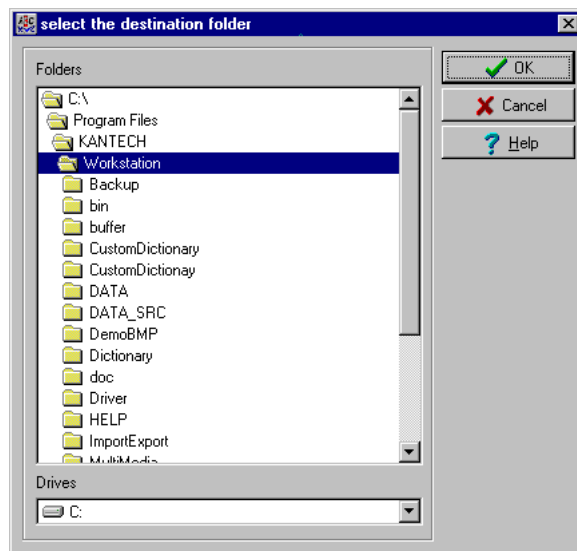 select the destination folder
Folders
OK
C:\
Cancel
Program Files
KANTECH
Help
Workstation
Backup
bin
buffer
CustomDictionary
CustomDictionay
DATA
DATA_SRC
DemoBMP
Dictionary
doc
Driver
HELP
ImportExport
MultiMedia
Drives
C: